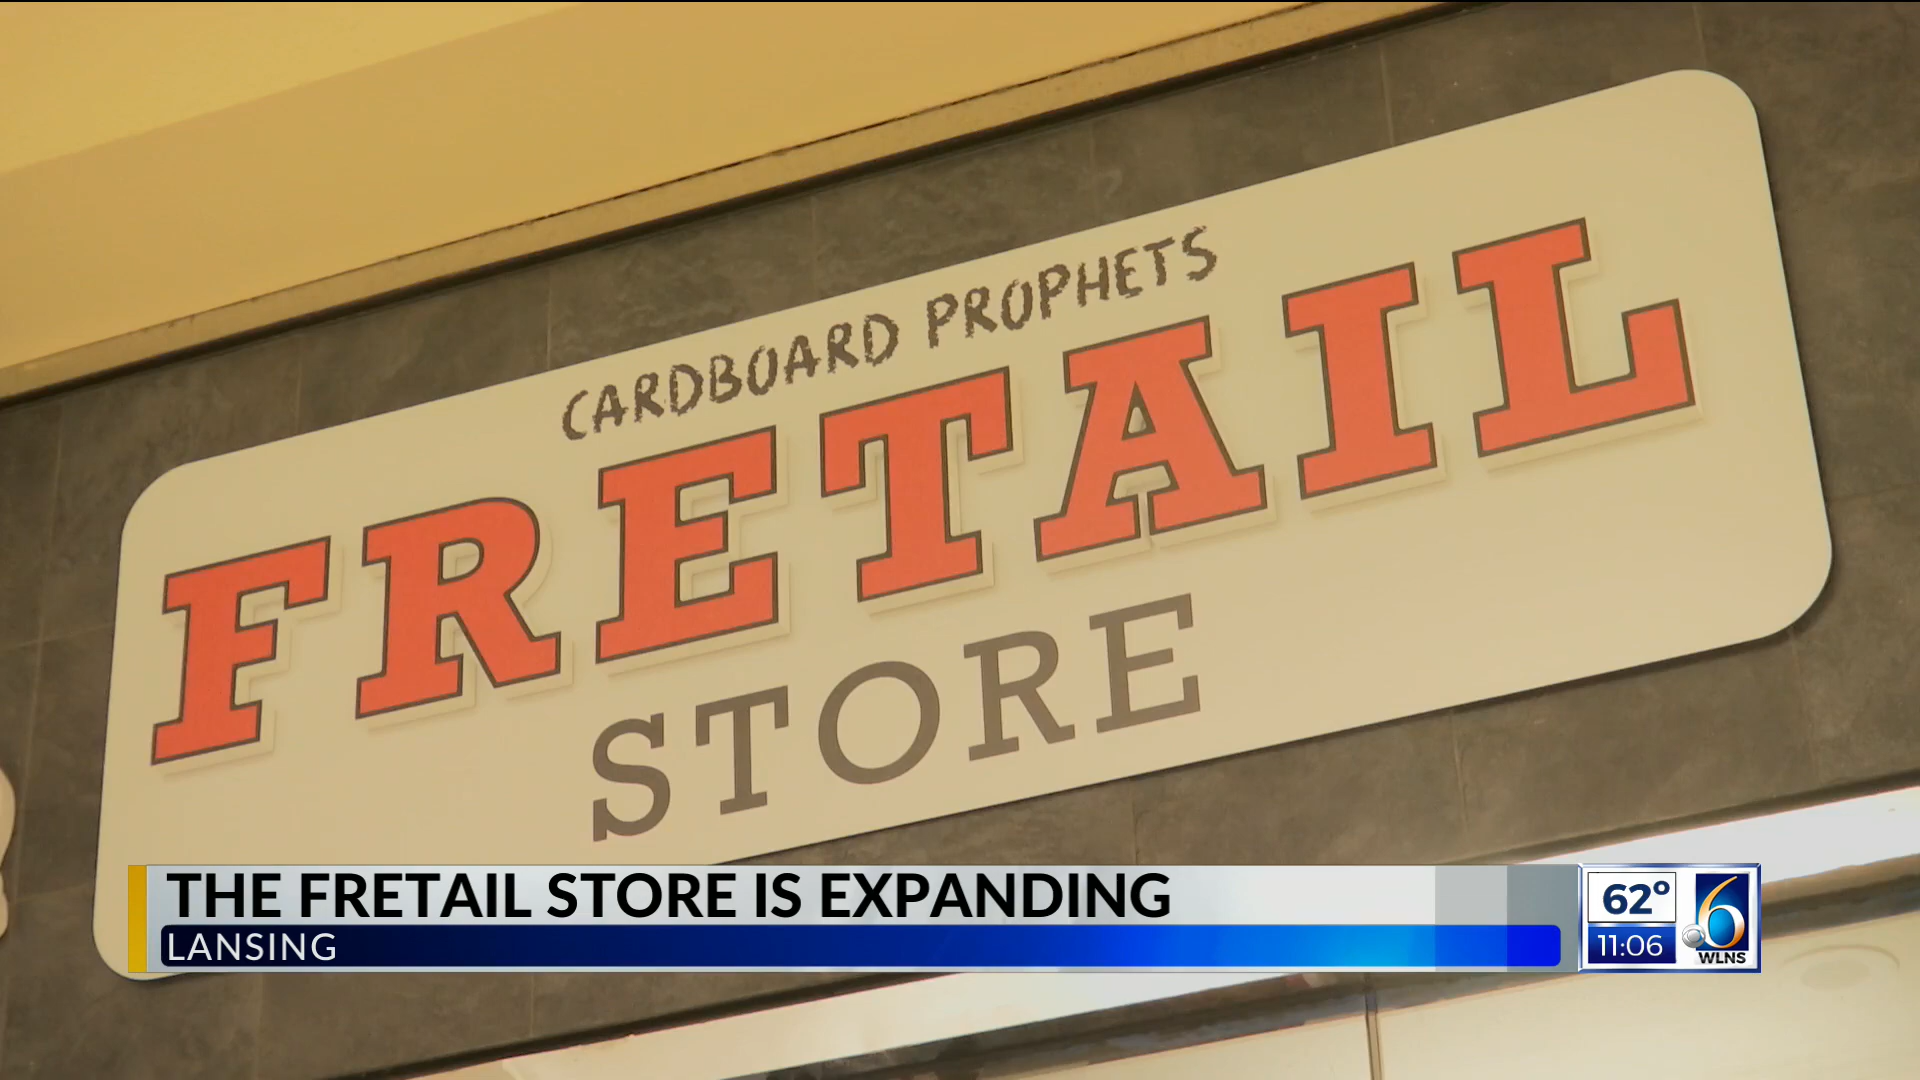 CARDBOARD PROPHETS
FRETAIL
STORE
THE FRETAIL STORE IS EXPANDING
LANSING
62°
11:06
6
WLNS